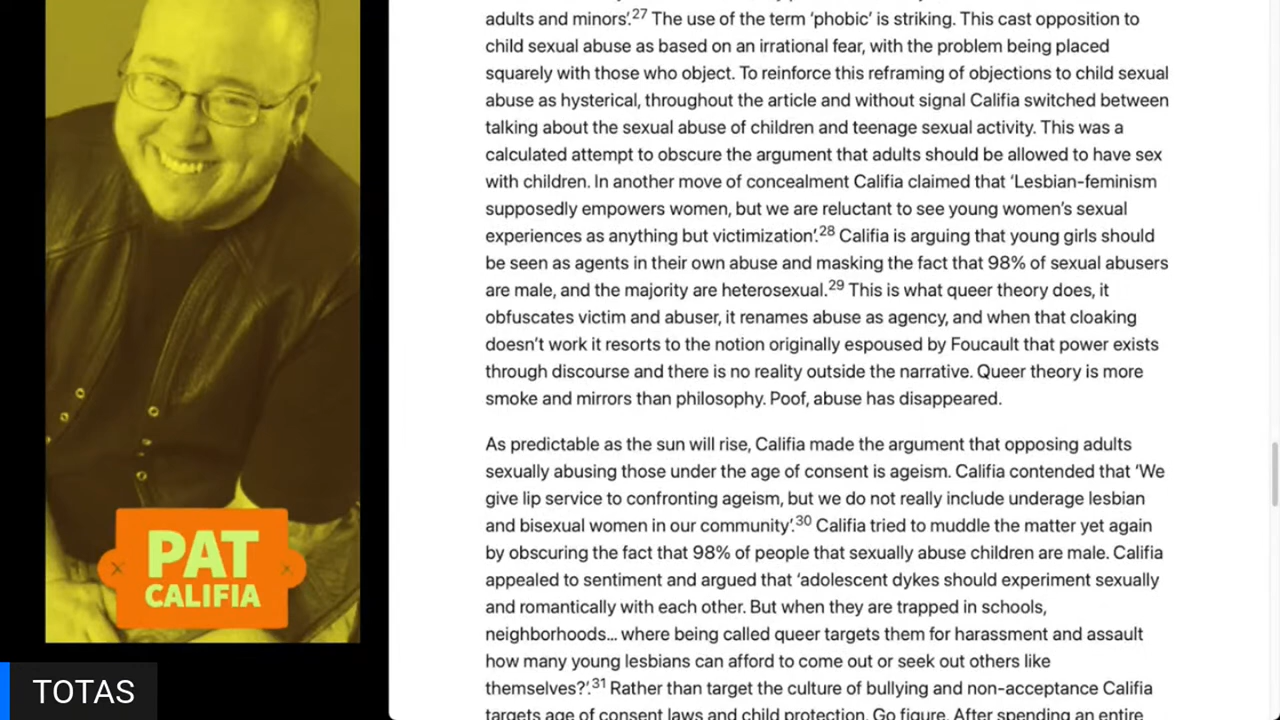 adults and minors'.27 The use of the term 'phobic' is striking. This cast opposition to
child sexual abuse as based on an irrational fear, with the problem being placed
squarely with those who object. To reinforce this reframing of objections to child sexual
abuse as hysterical, throughout the article and without signal Califia switched between
talking about the sexual abuse of children and teenage sexual activity. This was a
calculated attempt to obscure the argument that adults should be allowed to have sex
with children. In another move of concealment Califia claimed that 'Lesbian-feminism
supposedly empowers women, but we are reluctant to see young women's sexual
experiences as anything but victimization'.28 Califia is arguing that young girls should
be seen as agents in their own abuse and masking the fact that 98% of sexual abusers
are male, and the majority are heterosexual.29 This is what queer theory does, it
obfuscates victim and abuser, it renames abuse as agency, and when that cloaking
doesn't work it resorts to the notion originally espoused by Foucault that power exists
through discourse and there is no reality outside the narrative. Queer theory is more
smoke and mirrors than philosophy. Poof, abuse has disappeared.
As predictable as the sun will rise, Califia made the argument that opposing adults
sexually abusing those under the age of consent is ageism. Califia contended that 'We
give lip service to confronting ageism, but we do not really include underage lesbian
and bisexual women in our community'.30 Califia tried to muddle the matter yet again
by obscuring the fact that 98% of people that sexually abuse children are male. Califia
appealed to sentiment and argued that 'adolescent dykes should experiment sexually
and romantically with each other. But when they are trapped in schools,
neighborhoods... where being called queer targets them for harassment and assault
how many young lesbians can afford to come out or seek out others like
themselves?'.31 Rather than target the culture of bullying and non-acceptance Califia
targets age of consent laws and child protection. Go figure. After spending an entire
PAT
CALIFIA
TOTAS